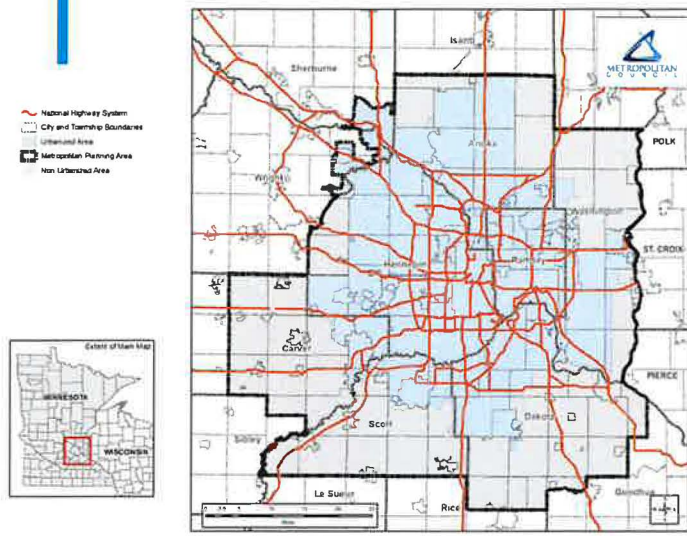 National Highway System
City and Township Boundaries
Urbanized Area
Metropolitan Planning Area
Non Urbanized Area
Isanti
Sherburne
METROPOLITAN
COUNCIL
Anoka
POLK
Wright
Washington
ST. CROIX
Hennepin
Ramsey
Carver
PIERCE
Scott
Dakota
Sibley
Le Sueur
Rice
Goodhue
Extent of Main Map
MINNESOTA
WISCONSIN